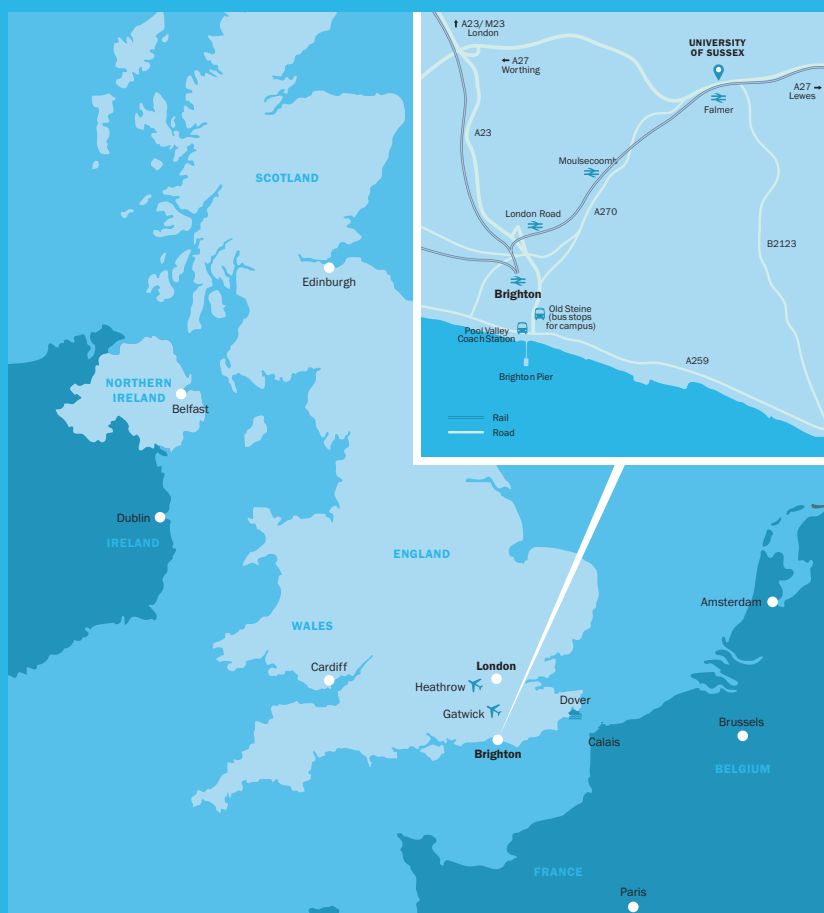 A23/M23
London
UNIVERSITY
OF SUSSEX
A27
Worthing
A27
Lewes
Falmer
A23
Moulsecoomb
London Road
A270
B2123
Brighton
Old Steine
(bus stops
for campus)
Pool Valley
Coach Station
A259
Brighton Pier
Rail
Road
SCOTLAND
Edinburgh
NORTHERN
IRELAND
Belfast
Dublin
IRELAND
ENGLAND
Amsterdam
WALES
Cardiff
London
Heathrow
Dover
Gatwick
Brussels
Calais
Brighton
BELGIUM
FRANCE
Paris